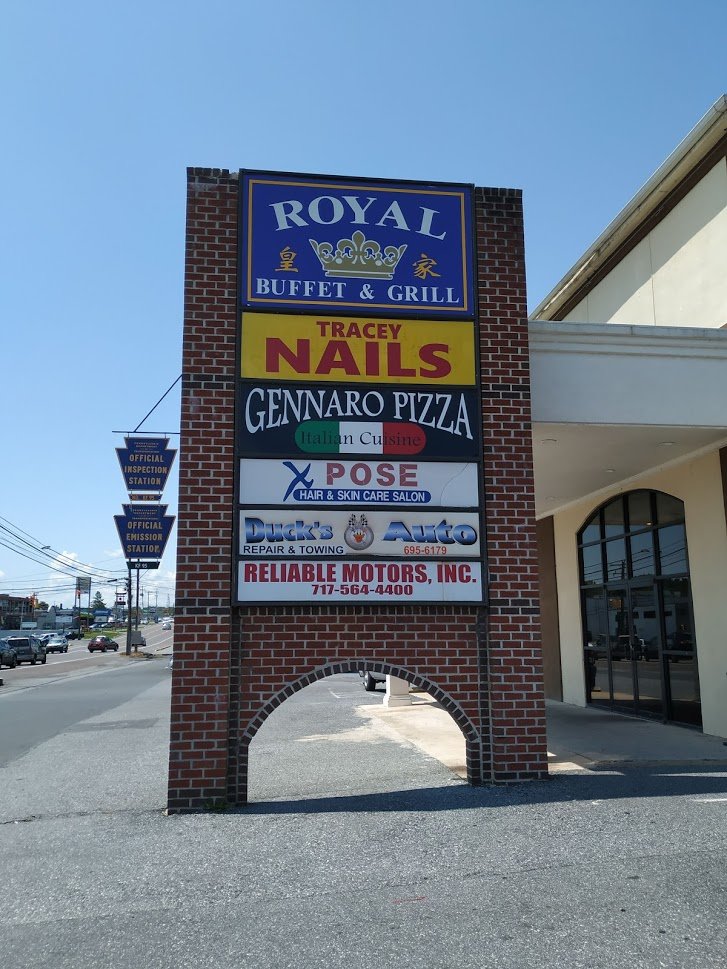 ROYAL
皇 家
BUFFET & GRILL
TRACEY
NAILS
GENNARO PIZZA
Italian Cuisine
X POSE
HAIR & SKIN CARE SALON
Duck's Auto
REPAIR & TOWING 695-6179
RELIABLE MOTORS, INC.
717-564-4400
OFFICIAL
INSPECTION
STATION
OFFICIAL
EMISSION
STATION